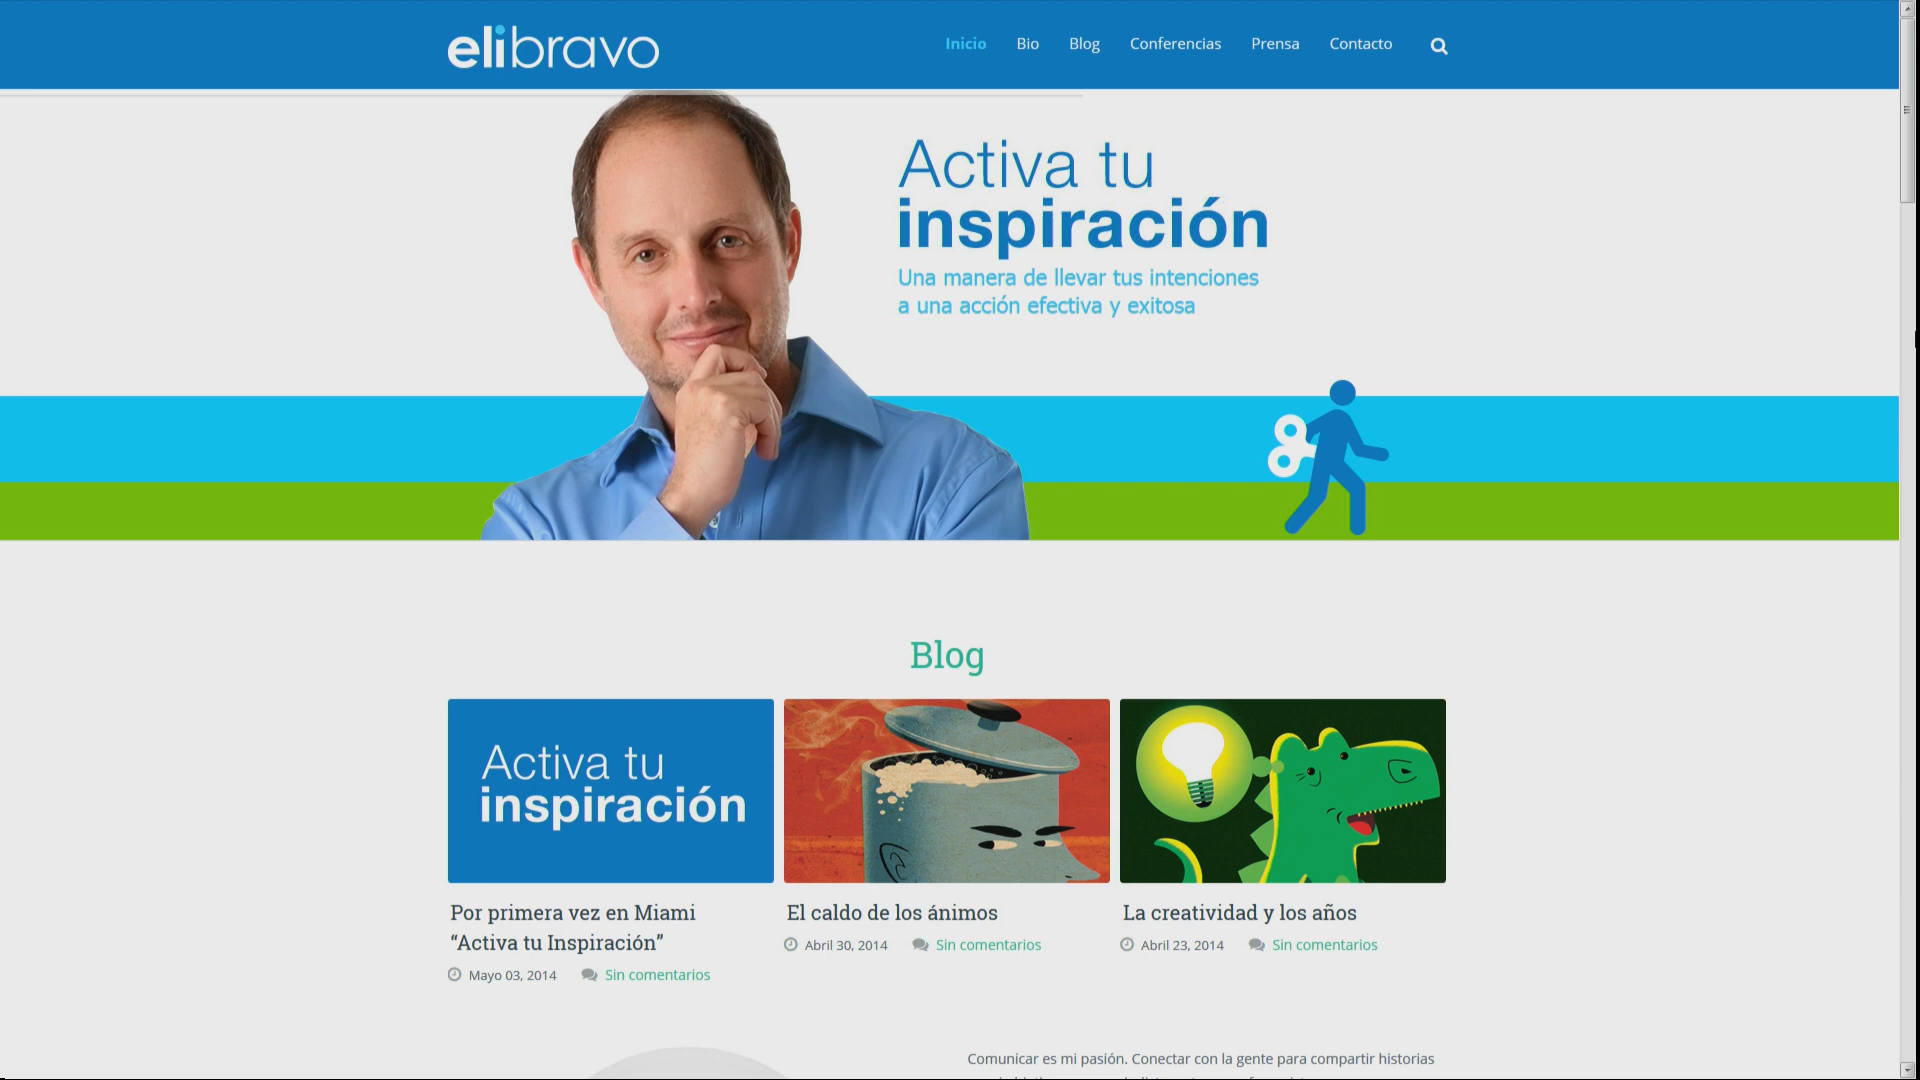 elibravo
Inicio Bio Blog Conferencias Prensa Contacto
Activa tu
inspiración
Una manera de llevar tus intenciones
a una acción efectiva y exitosa
Blog
Activa tu
inspiración
Por primera vez en Miami
“Activa tu Inspiración”
Mayo 03, 2014 Sin comentarios
El caldo de los ánimos
Abril 30, 2014 Sin comentarios
La creatividad y los años
Abril 23, 2014 Sin comentarios
Comunicar es mi pasión. Conectar con la gente para compartir historias